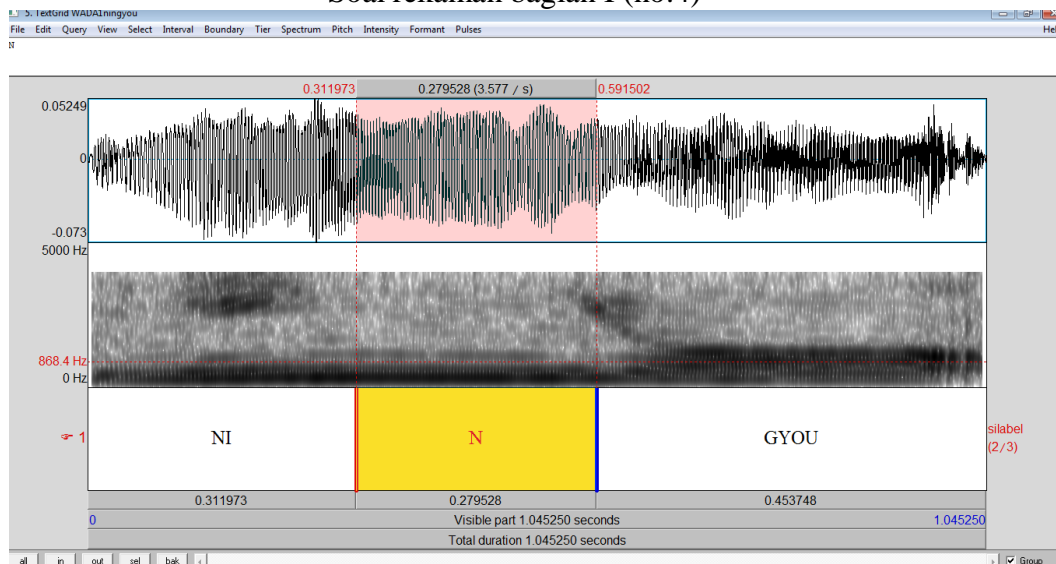 Soal rekaman bagian I (no.4)
5. TextGrid WADA1ningyou
File Edit Query View Select Interval Boundary Tier Spectrum Pitch Intensity Formant Pulses Hel
N
0.311973 0.279528 (3.577 / s) 0.591502
0.05249
0
-0.073
5000 Hz
868.4 Hz
0 Hz
1 NI N GYOU silabel
(2/3)
0.311973 0.279528 0.453748
0 Visible part 1.045250 seconds 1.045250
Total duration 1.045250 seconds
all in out sel bak Group